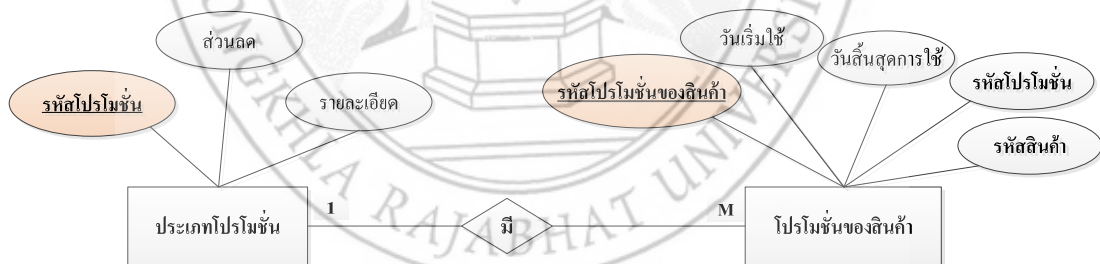 ส่วนลด
วันเริ่มใช้
วันสิ้นสุดการใช้
รหัสโปรโมชั่น
รายละเอียด
รหัสโปรโมชั่นของสินค้า
รหัสโปรโมชั่น
รหัสสินค้า
ประเภทโปรโมชั่น
1
มี
M
โปรโมชั่นของสินค้า
ONGKHLA RAJABHAT UNIVERSI